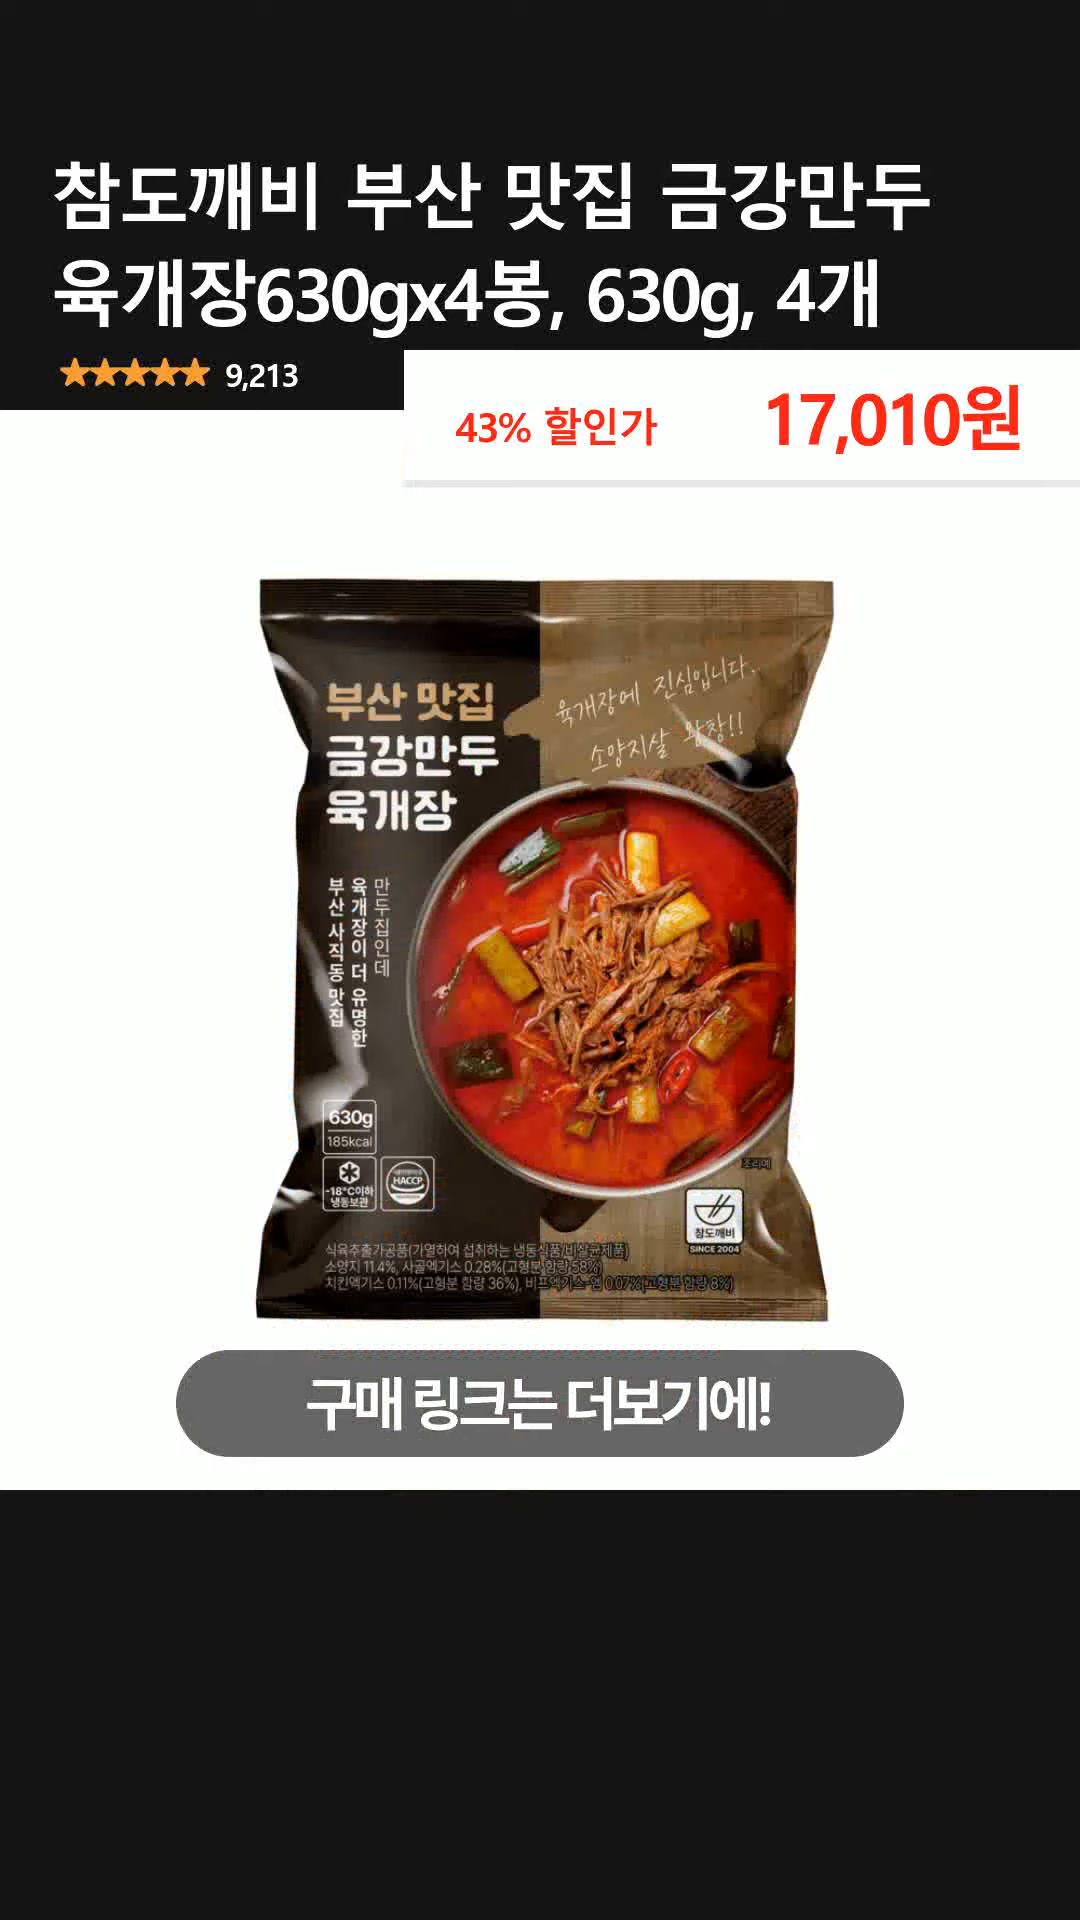 참도깨비 부산 맛집 금강만두
육개장630gx4봉, 630g, 4개
9,213
43% 할인가
17,010원
부산 맛집
금강만두
육개장
육개장에 진심입니다.
소양지살 왕창!!
만두집인데
육개장이 더 유명한
부산 사직동 맛집
630g
185kcal
-18°C이하
냉동보관
HACCP
조리예
참도깨비
SINCE 2004
식육추출가공품(가열하여 섭취하는 냉동식품/비살균제품)
소양지 11.4%, 사골엑기스 0.28%(고형분 함량 58%)
치킨엑기스 0.11%(고형분 함량 36%), 비프엑기스-엠 0.07%(고형분 함량 8%)
구매 링크는 더보기에!